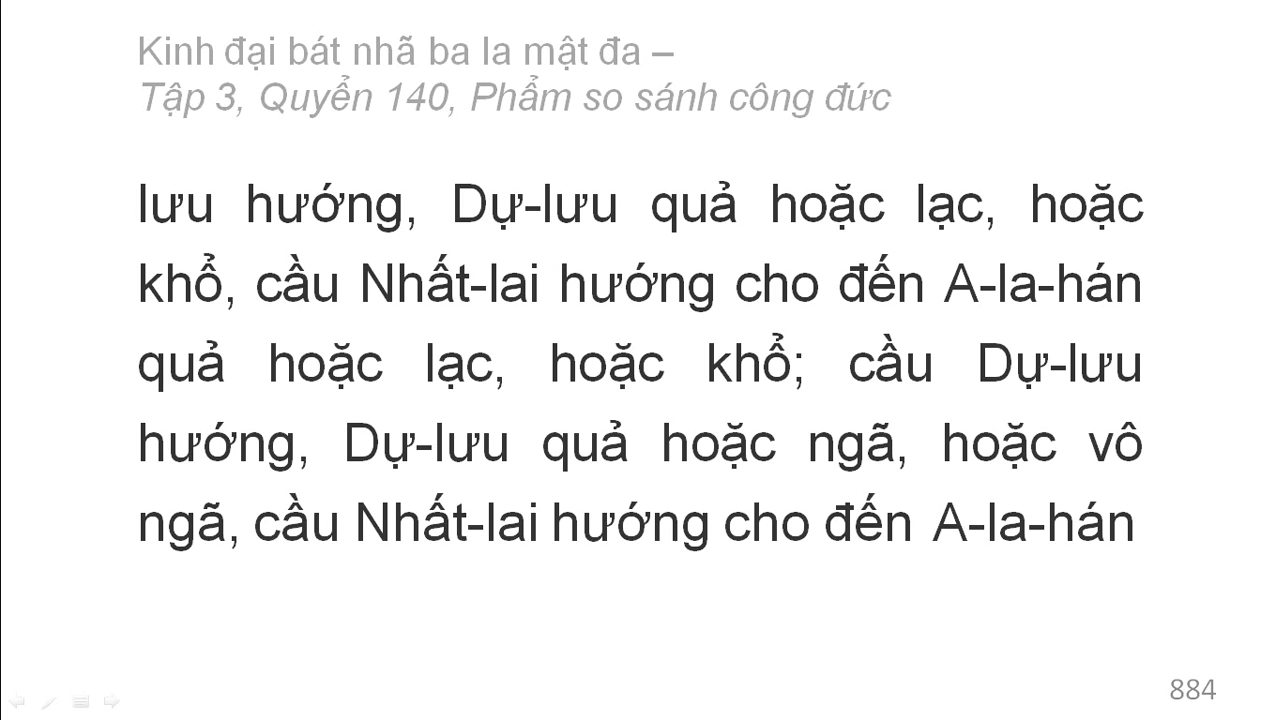 Kinh đại bát nhã ba la mật đa –
Tập 3, Quyển 140, Phẩm so sánh công đức
lưu hướng, Dự-lưu quả hoặc lạc, hoặc
khổ, cầu Nhất-lai hướng cho đến A-la-hán
quả hoặc lạc, hoặc khổ; cầu Dự-lưu
hướng, Dự-lưu quả hoặc ngã, hoặc vô
ngã, cầu Nhất-lai hướng cho đến A-la-hán
884